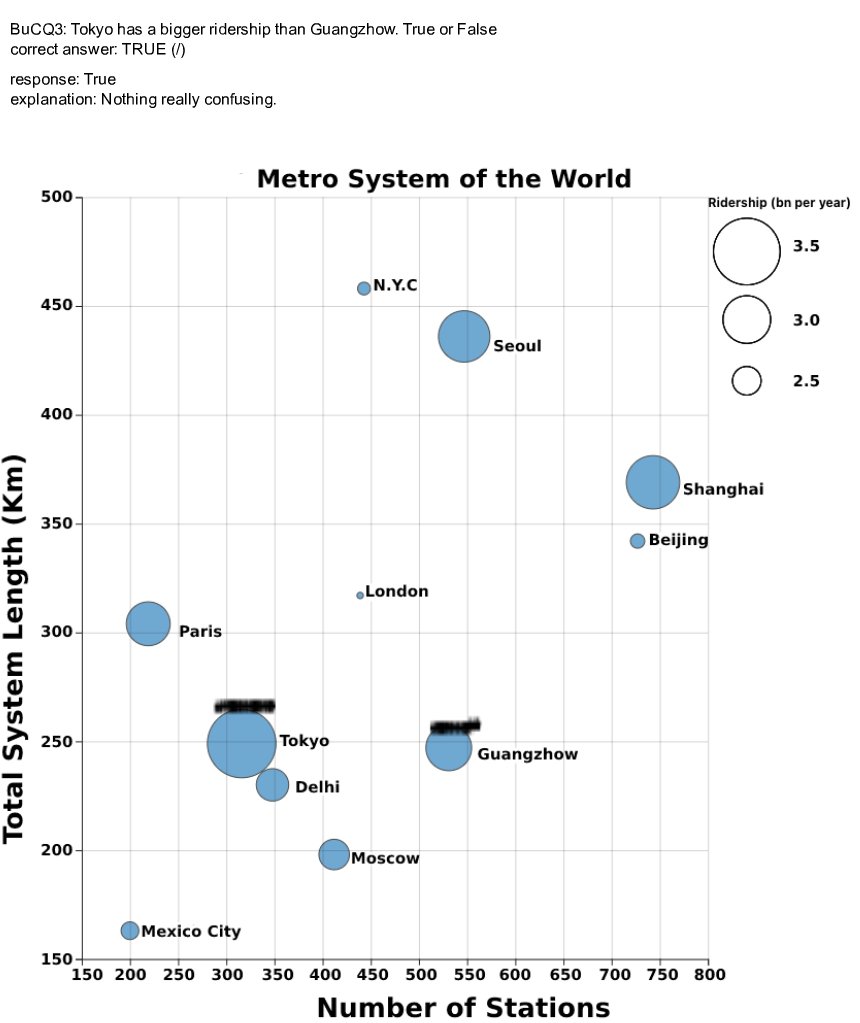 BuCQ3: Tokyo has a bigger ridership than Guangzhow. True or False
correct answer: TRUE (/)
response: True
explanation: Nothing really confusing.
Metro System of the World
Ridership (bn per year)
3.5
3.0
2.5
500
450
400
350
300
250
200
150
Total System Length (Km)
N.Y.C
Seoul
Shanghai
Beijing
London
Paris
Tokyo
Guangzhow
Delhi
Moscow
Mexico City
150 200 250 300 350 400 450 500 550 600 650 700 750 800
Number of Stations